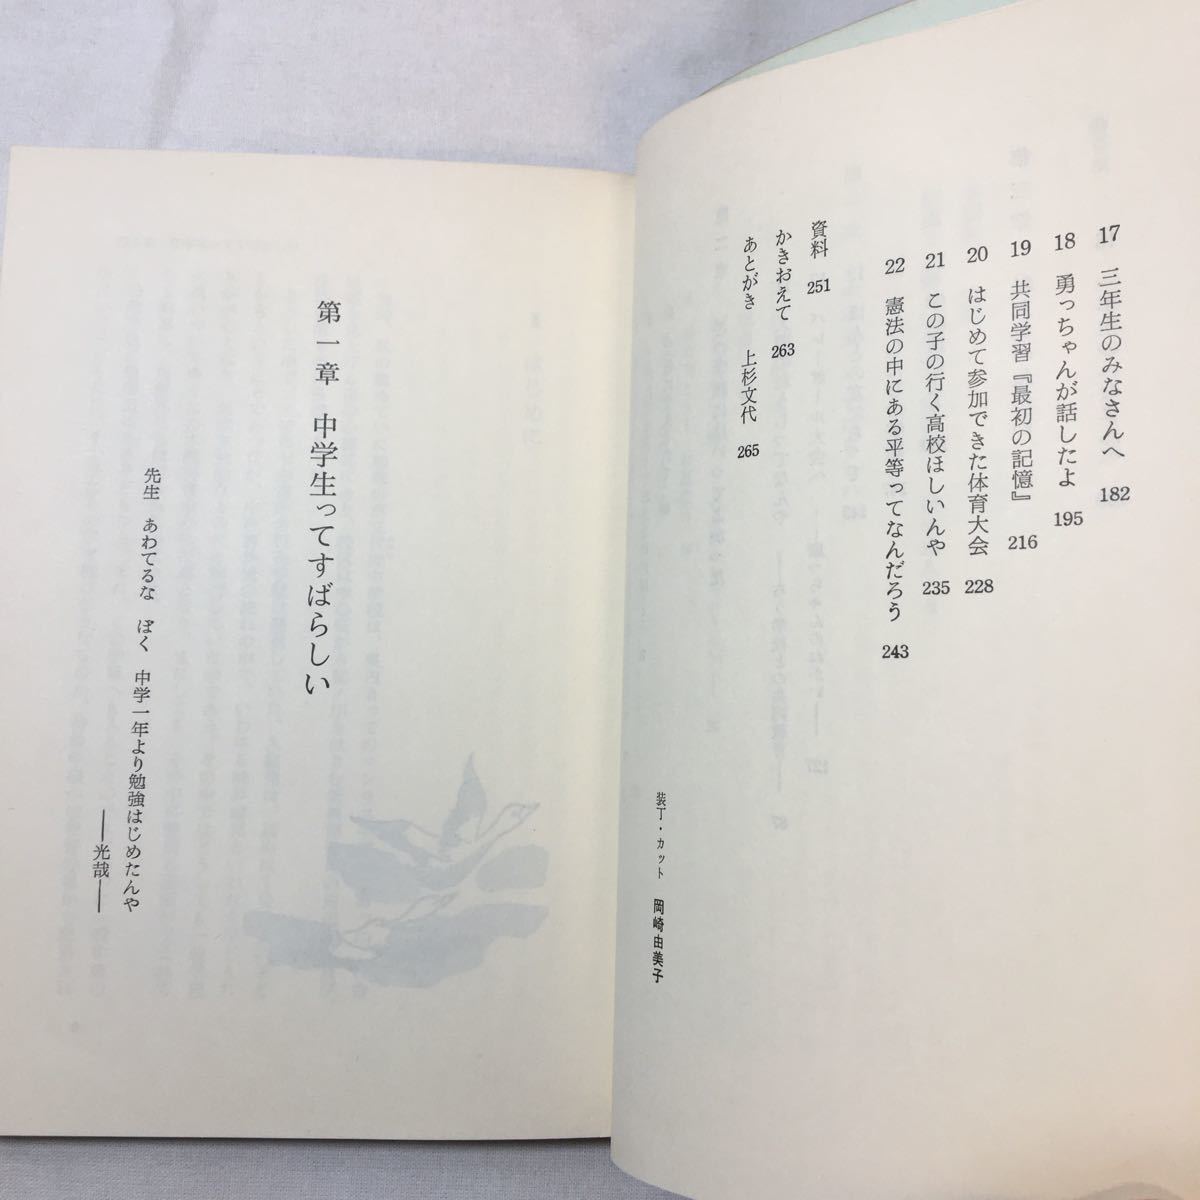 17 三年生のみなさんへ 182
18 勇っちゃんが話したよ 195
19 共同学習『最初の記憶』 216
20 はじめて参加できた体育大会 228
21 この子の行く高校ほしいんや 235
22 憲法の中にある平等ってなんだろう 243
資料 251
かきおえて 263
あとがき 上杉文代 265
装丁・カット 岡崎由美子
第一章 中学生ってすばらしい
先生 あわてるな ぼく 中学一年より勉強はじめたんや
——光哉——